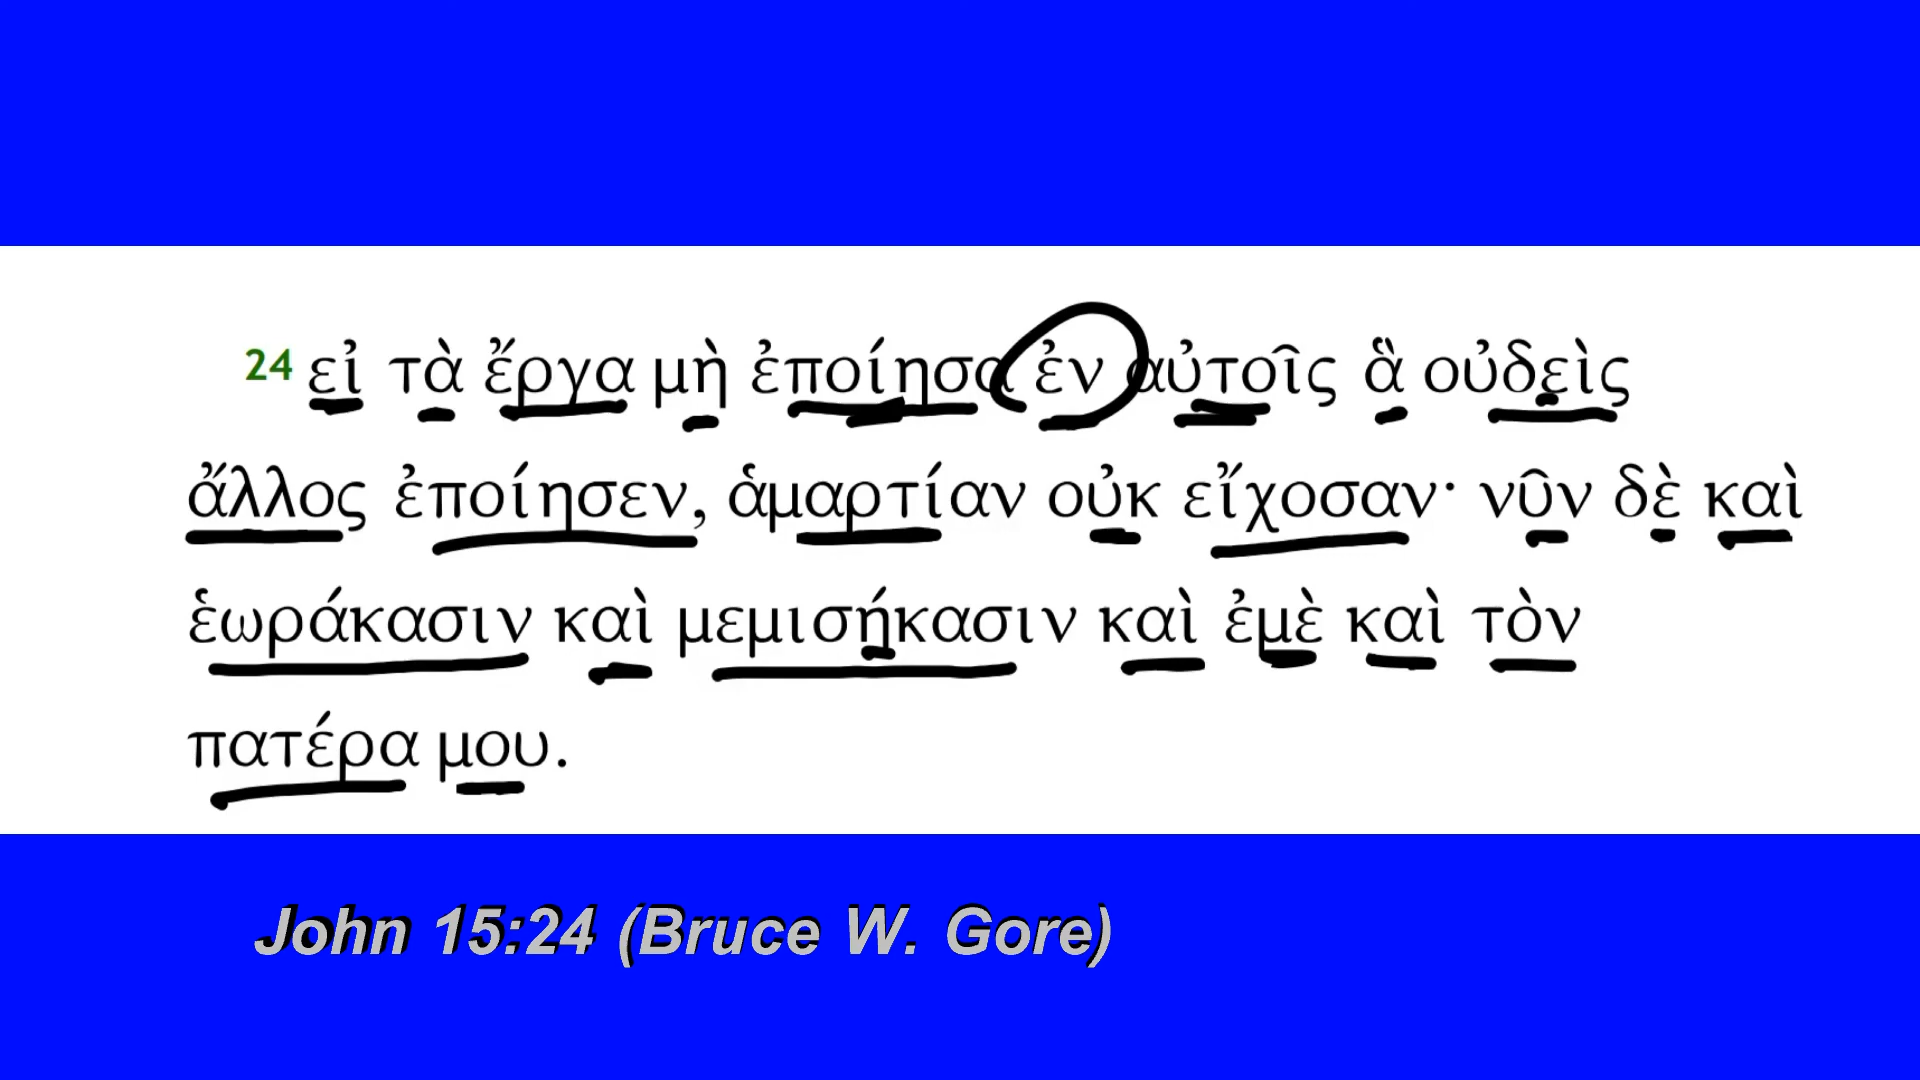 24 εἰ τὰ ἔργα μὴ ἐποίησα ἐν αὐτοῖς ἃ οὐδεὶς
ἄλλος ἐποίησεν, ἁμαρτίαν οὐκ εἴχοσαν· νῦν δὲ καὶ
ἑωράκασιν καὶ μεμισήκασιν καὶ ἐμὲ καὶ τὸν
πατέρα μου.
John 15:24 (Bruce W. Gore)